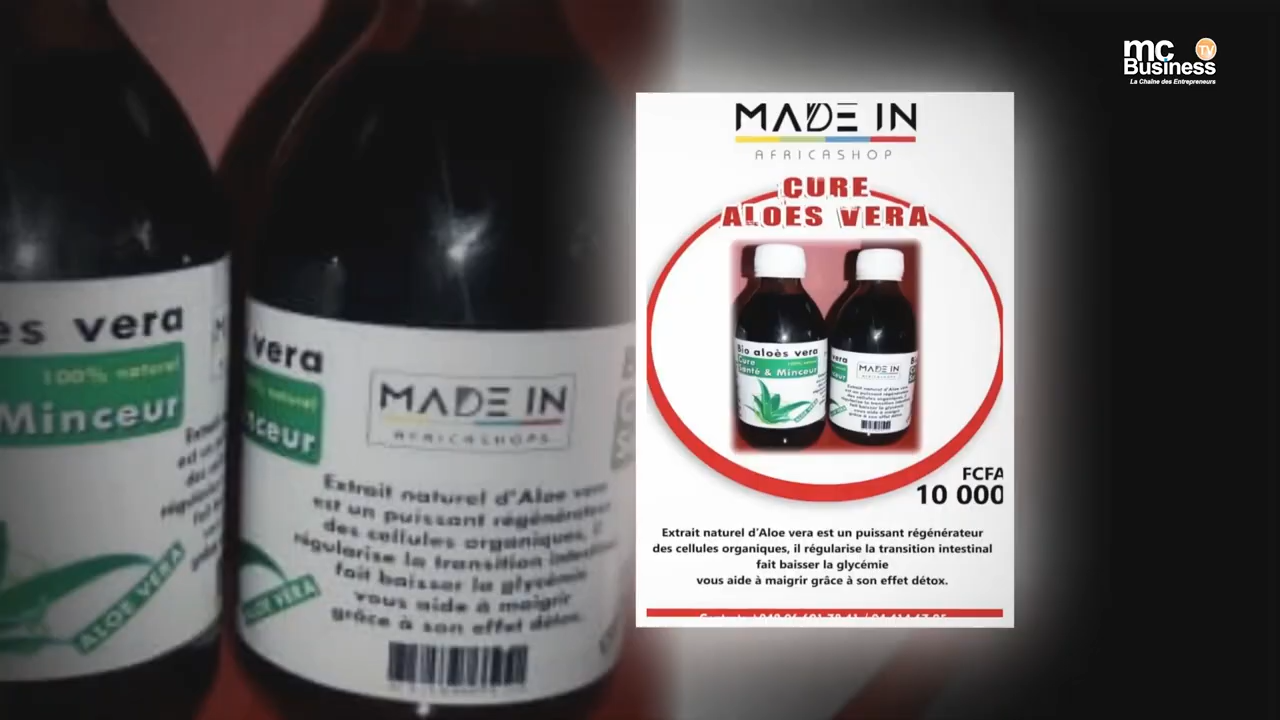 mc TV
Business
La Chaîne des Entrepreneurs
MADE IN
AFRICASHOP
CURE
ALOES VERA
Bio aloès vera
Cure 100% naturel
Santé & Minceur
FCFA
10 000
Extrait naturel d'Aloe vera est un puissant régénérateur
des cellules organiques, il régularise la transition intestinal
fait baisser la glycémie
vous aide à maigrir grâce à son effet détox.
ès vera
100% naturel
Minceur
ALOE VERA
vera
naturel
nceur
ALOE VERA
MADE IN
AFRICASHOPS
Extrait naturel d'Aloe vera
est un puissant régénérateur
des cellules organiques, il
régularise la transition
fait baisser la glycémie
vous aide à maigrir
grâce à son effet détox.